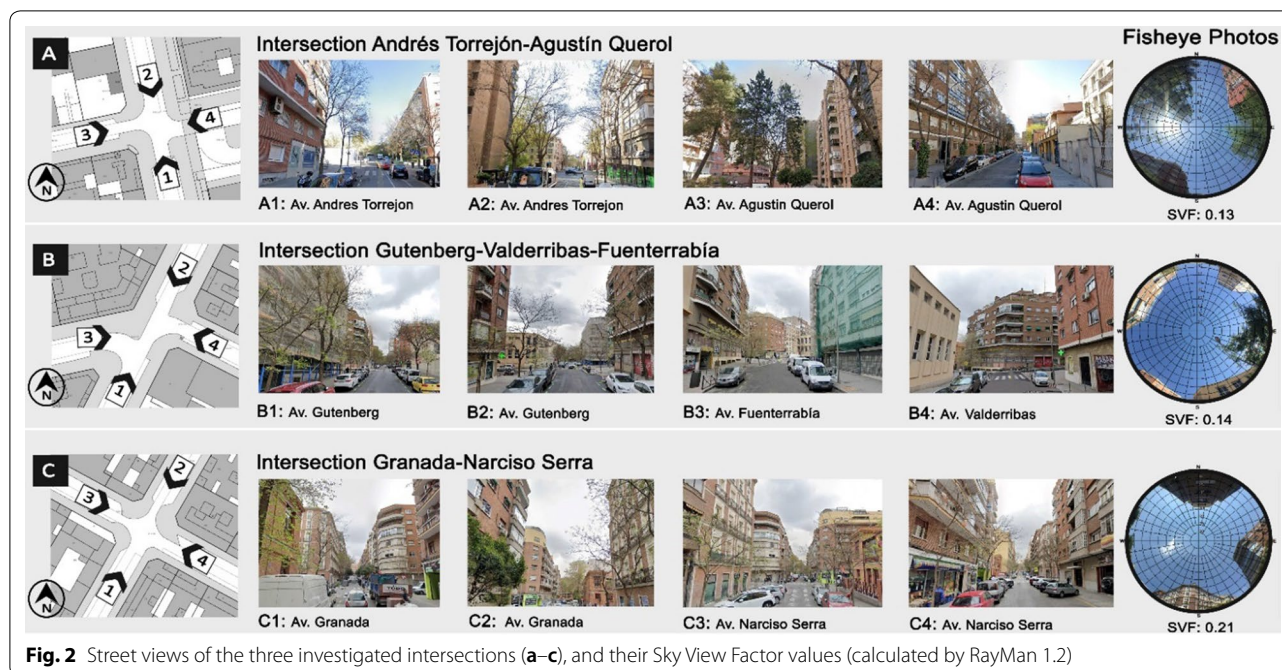 A
Intersection Andrés Torrejón-Agustín Querol
Fisheye Photos
1
2
3
4
N
A1: Av. Andres Torrejon
A2: Av. Andres Torrejon
A3: Av. Agustin Querol
A4: Av. Agustin Querol
SVF: 0.13
B
Intersection Gutenberg-Valderribas-Fuenterrabía
1
2
3
4
N
B1: Av. Gutenberg
B2: Av. Gutenberg
B3: Av. Fuenterrabía
B4: Av. Valderribas
SVF: 0.14
C
Intersection Granada-Narciso Serra
1
2
3
4
N
C1: Av. Granada
C2: Av. Granada
C3: Av. Narciso Serra
C4: Av. Narciso Serra
SVF: 0.21
Fig. 2 Street views of the three investigated intersections (a–c), and their Sky View Factor values (calculated by RayMan 1.2)